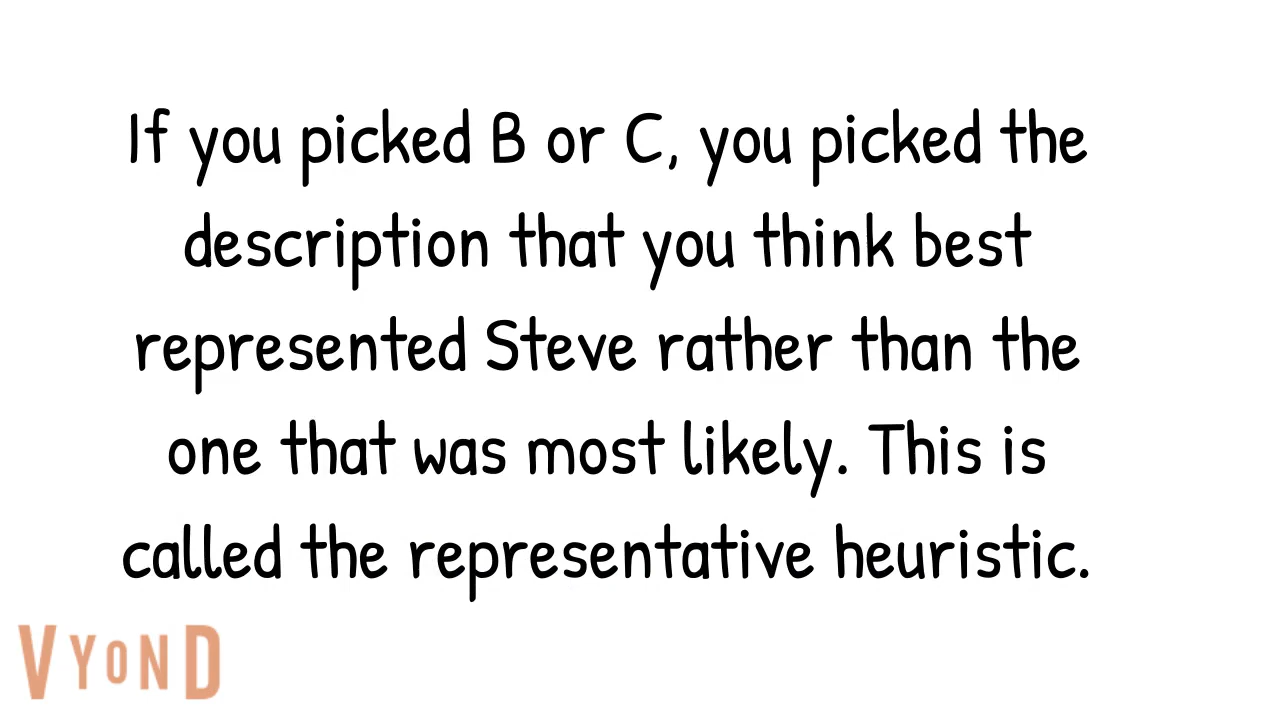 If you picked B or C, you picked the
description that you think best
represented Steve rather than the
one that was most likely. This is
called the representative heuristic.
VYOND